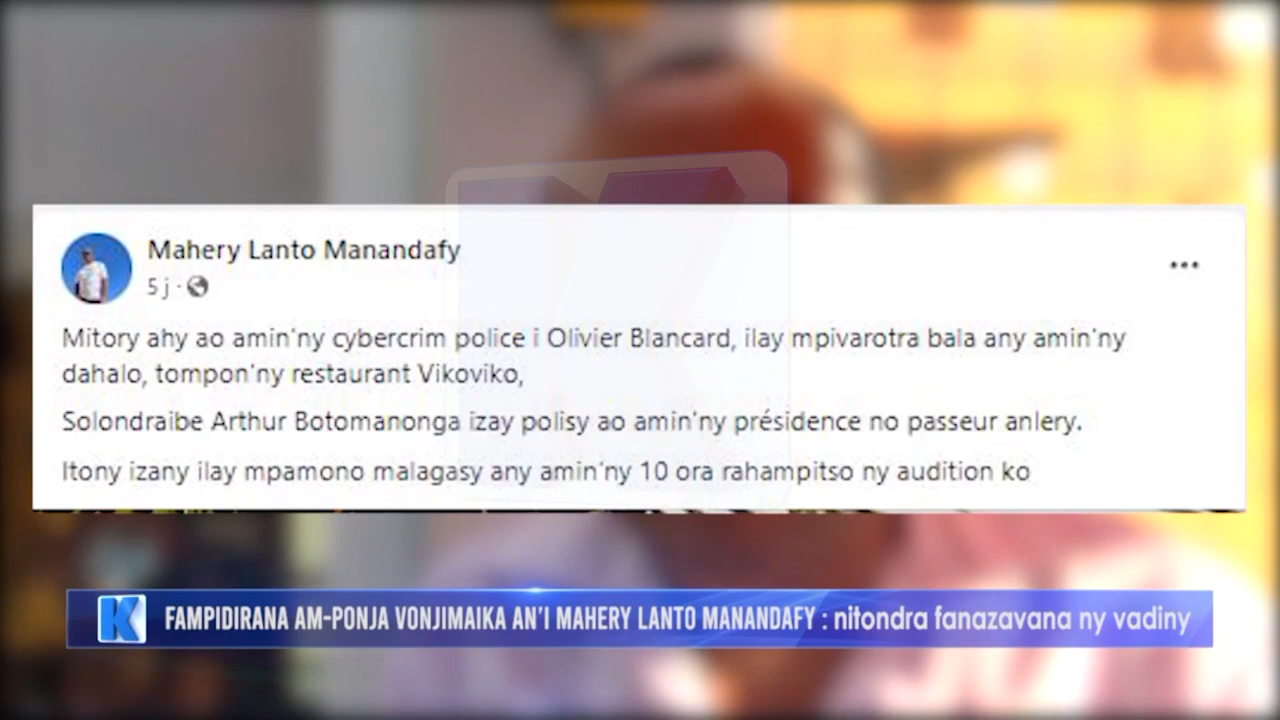 Mahery Lanto Manandafy
5 j ·
Mitory ahy ao amin'ny cybercrim police i Olivier Blancard, ilay mpivarotra bala any amin'ny
dahalo, tompon'ny restaurant Vikoviko,
Solondraibe Arthur Botomanonga izay polisy ao amin'ny présidence no passeur anlery.
Itony izany ilay mpamono malagasy any amin'ny 10 ora rahampitso ny audition ko
K FAMPIDIRANA AM-PONJA VONJIMAIKA AN'I MAHERY LANTO MANANDAFY : nitondra fanazavana ny vadiny